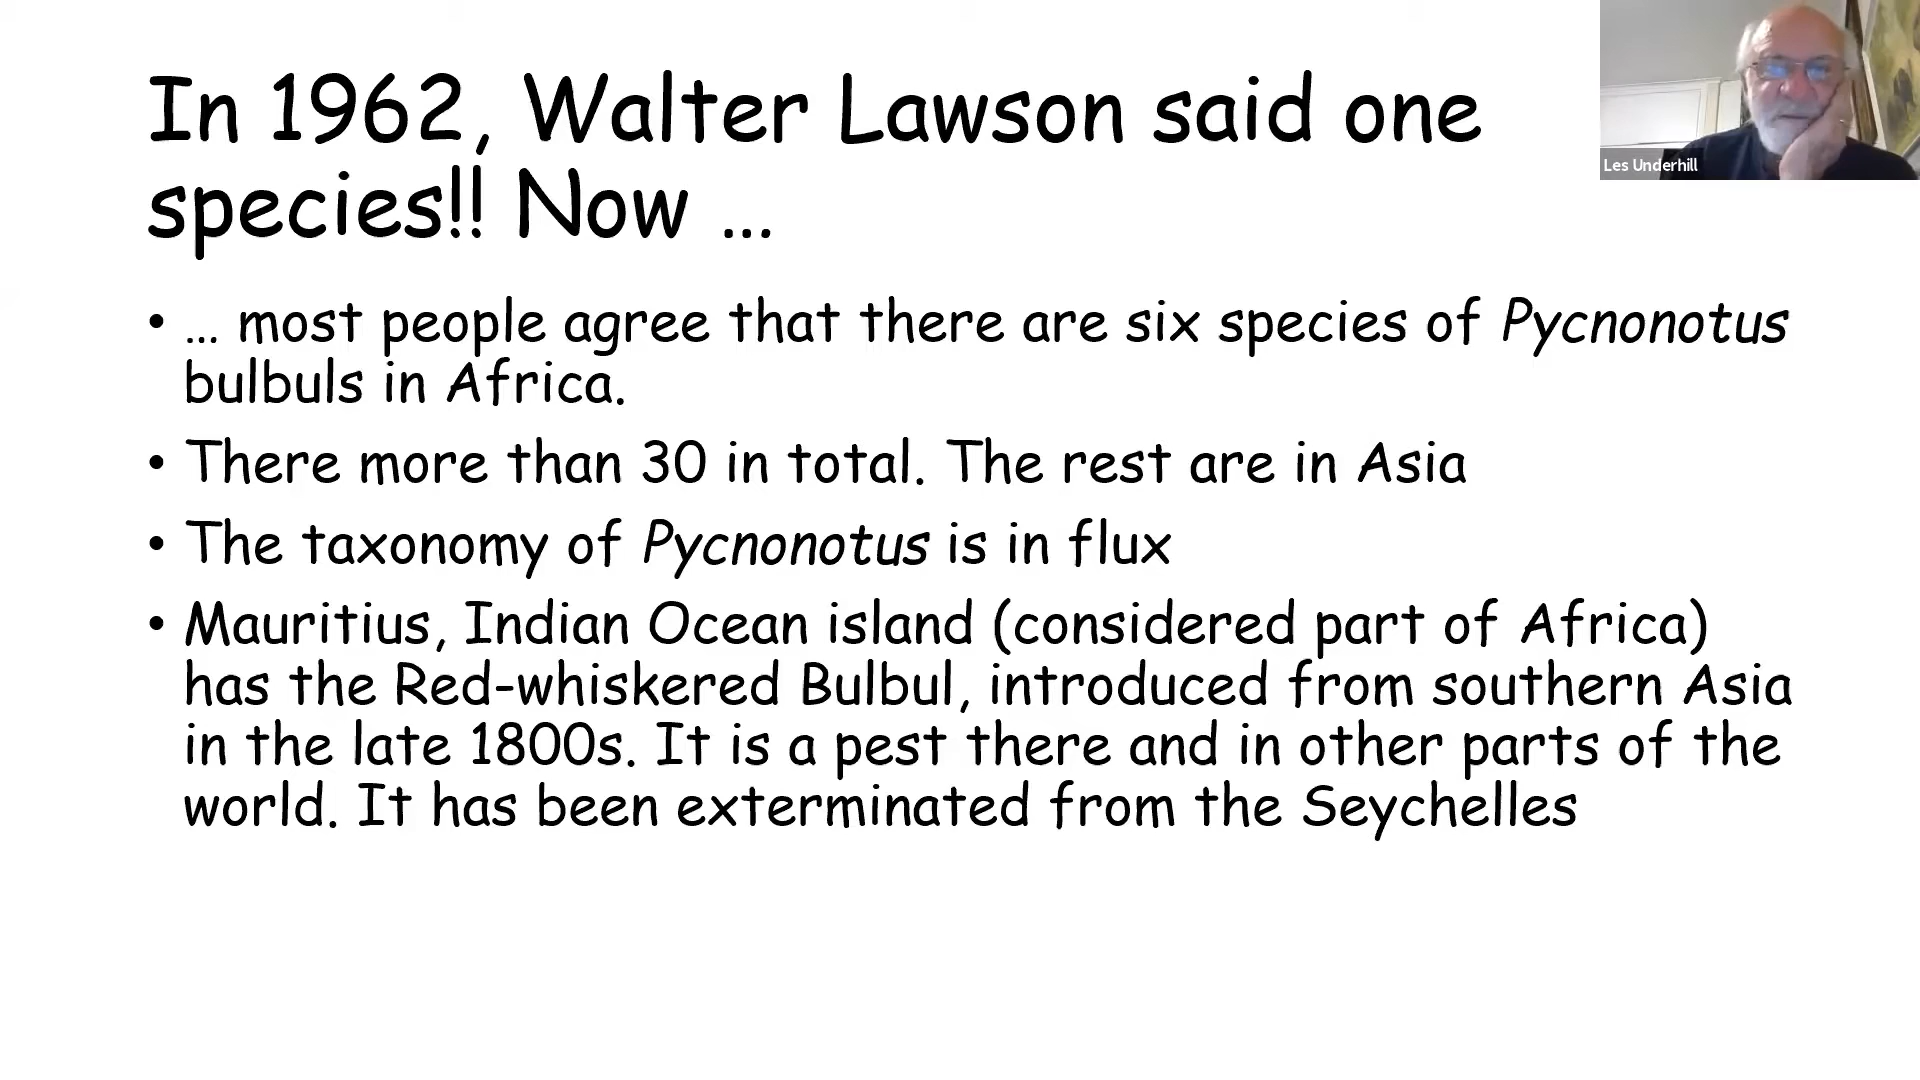 In 1962, Walter Lawson said one
species!! Now ...
Les Underhill
• ... most people agree that there are six species of Pycnonotus
bulbuls in Africa.
• There more than 30 in total. The rest are in Asia
• The taxonomy of Pycnonotus is in flux
• Mauritius, Indian Ocean island (considered part of Africa)
has the Red-whiskered Bulbul, introduced from southern Asia
in the late 1800s. It is a pest there and in other parts of the
world. It has been exterminated from the Seychelles